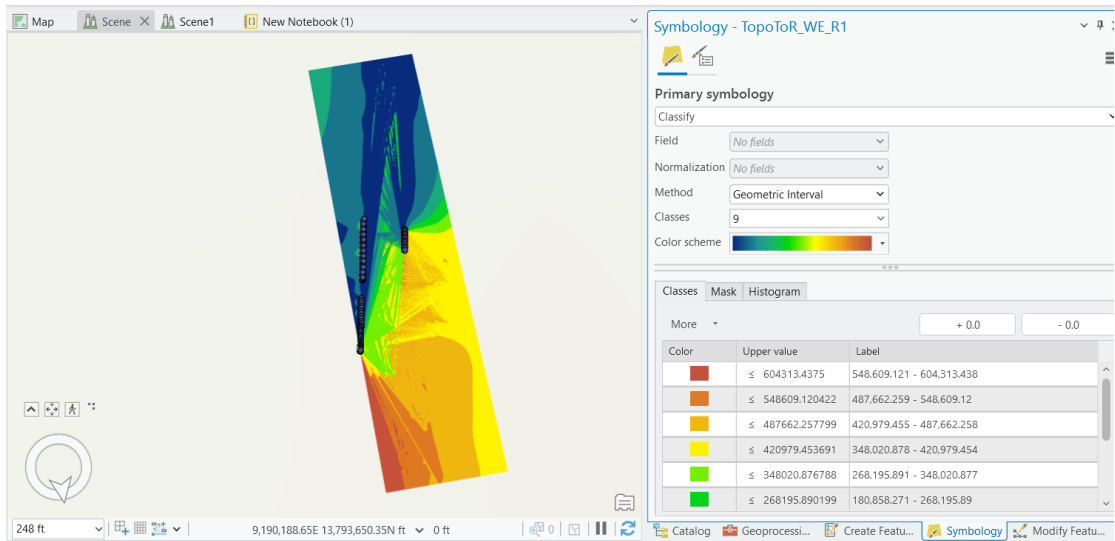 Map
Scene
Scene1
New Notebook (1)
Symbology - TopoToR_WE_R1
Primary symbology
Classify
Field
No fields
Normalization
No fields
Method
Geometric Interval
Classes
9
Color scheme
Classes
Mask
Histogram
More
+ 0.0
- 0.0
Color
Upper value
Label
≤ 604313.4375
548,609.121 - 604,313.438
≤ 548609.120422
487,662.259 - 548,609.12
≤ 487662.257799
420,979.455 - 487,662.258
≤ 420979.453691
348,020.878 - 420,979.454
≤ 348020.876788
268,195.891 - 348,020.877
≤ 268195.890199
180,858.271 - 268,195.89
248 ft
9,190,188.65E 13,793,650.35N ft
0 ft
0
Catalog
Geoprocessi...
Create Featu...
Symbology
Modify Featu...